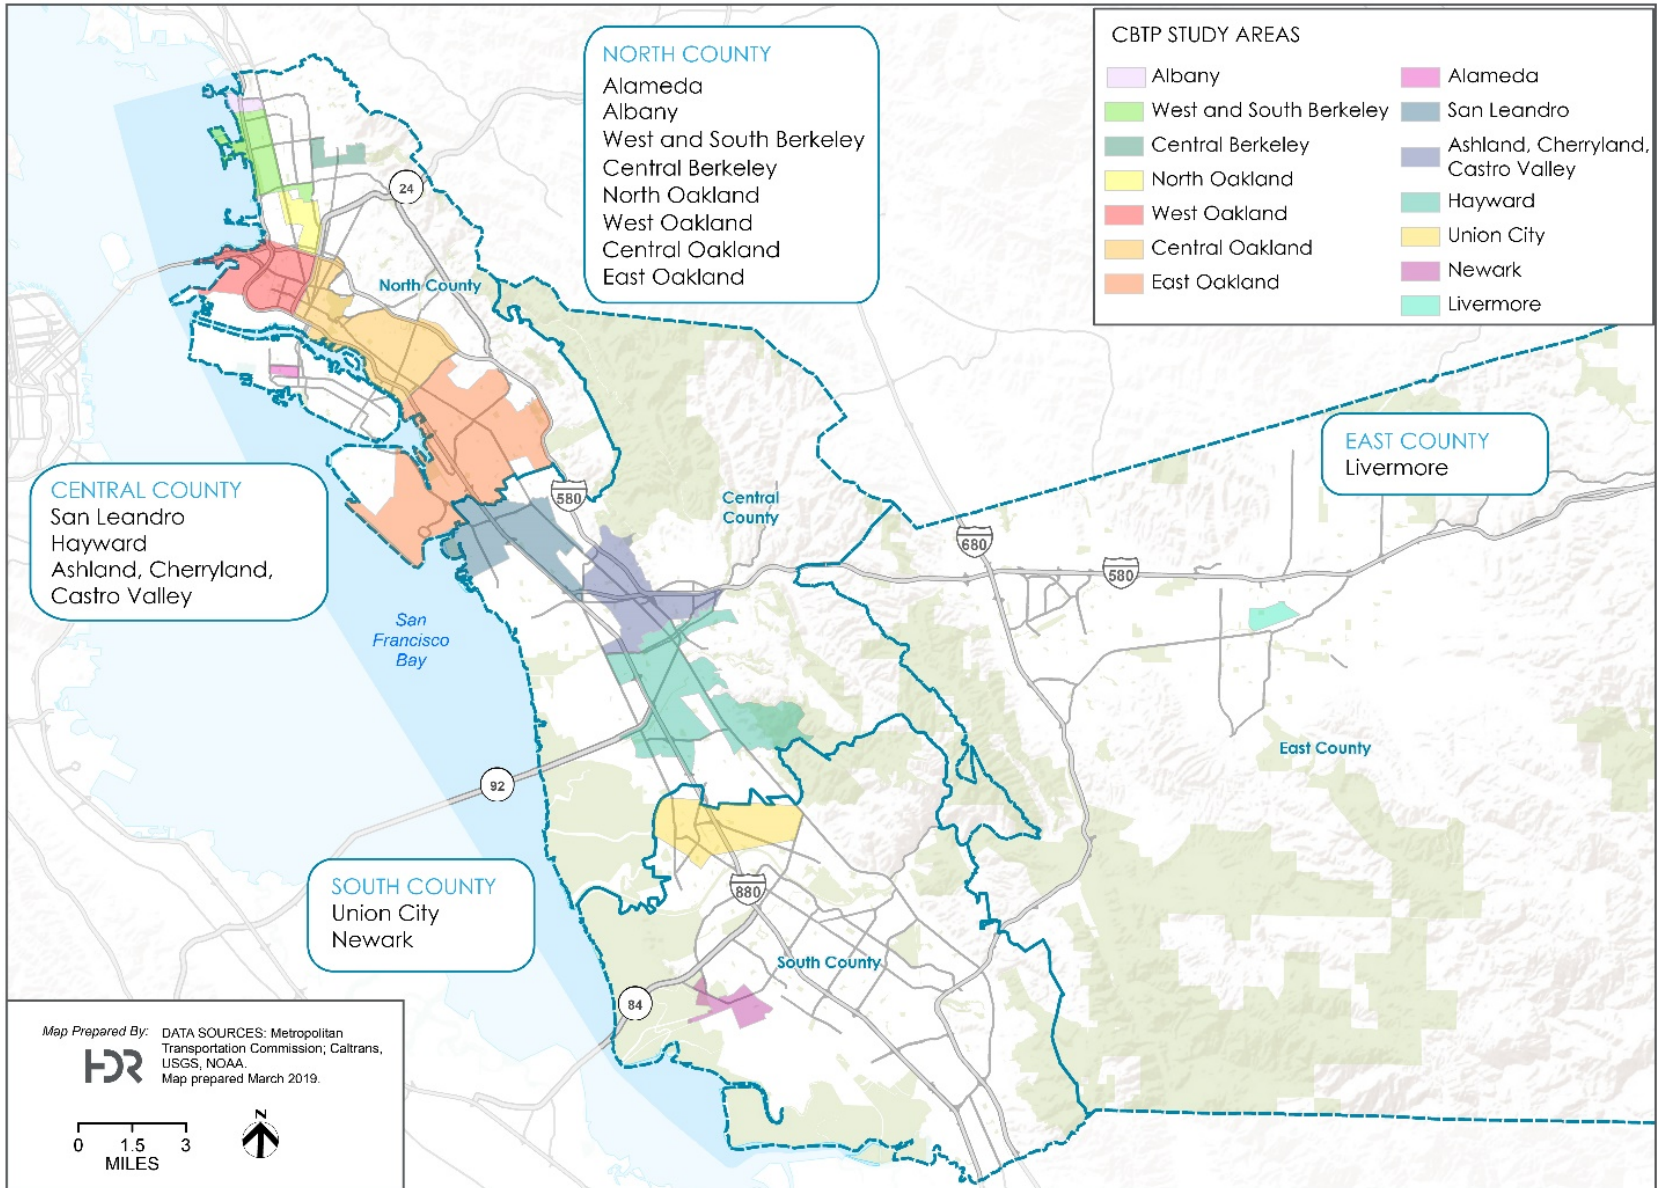 NORTH COUNTY
Alameda
Albany
West and South Berkeley
Central Berkeley
North Oakland
West Oakland
Central Oakland
East Oakland
CBTP STUDY AREAS
Albany
West and South Berkeley
Central Berkeley
North Oakland
West Oakland
Central Oakland
East Oakland
Alameda
San Leandro
Ashland, Cherryland,
Castro Valley
Hayward
Union City
Newark
Livermore
24
North County
EAST COUNTY
Livermore
CENTRAL COUNTY
San Leandro
Hayward
Ashland, Cherryland,
Castro Valley
580
Central
County
680
580
San
Francisco
Bay
East County
92
SOUTH COUNTY
Union City
Newark
880
South County
84
Map Prepared By:
HDR
DATA SOURCES: Metropolitan
Transportation Commission; Caltrans,
USGS, NOAA.
Map prepared March 2019.
0 1.5 3
MILES
N